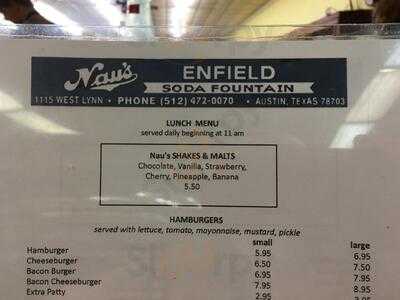 Nau's ENFIELD
SODA FOUNTAIN
1115 WEST LYNN • PHONE (512) 472-0070 • AUSTIN, TEXAS 78703
LUNCH MENU
served daily beginning at 11 am
Nau's SHAKES & MALTS
Chocolate, Vanilla, Strawberry,
Cherry, Pineapple, Banana
5.50
HAMBURGERS
served with lettuce, tomato, mayonnaise, mustard, pickle
small large
Hamburger 5.95 6.95
Cheeseburger 6.50 7.50
Bacon Burger 6.95 7.95
Bacon Cheeseburger 7.95 8.95
Extra Patty 2.95 3.95